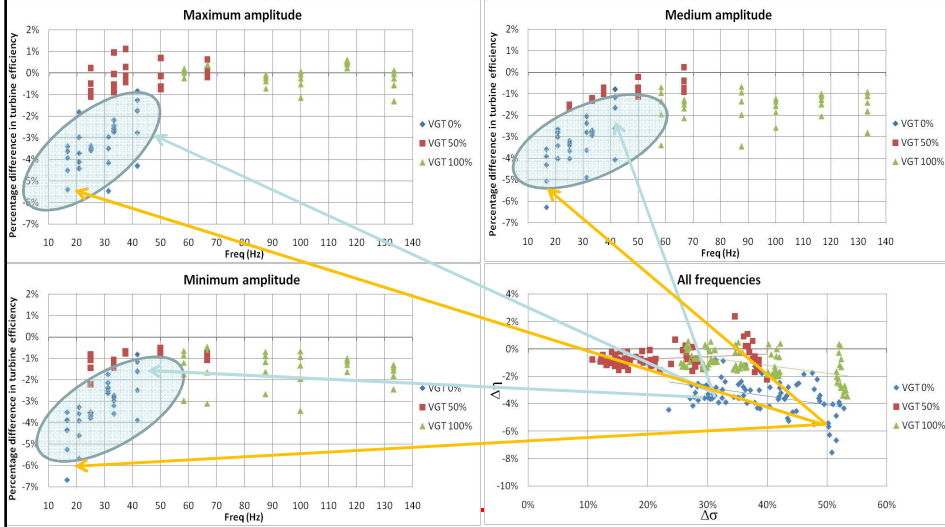 Maximum amplitude
Percentage difference in turbine efficiency
2%
1%
0%
-1%
-2%
-3%
-4%
-5%
-6%
-7%
10 20 30 40 50 60 70 80 90 100 110 120 130 140
Freq (Hz)
VGT 0%
VGT 50%
VGT 100%
Medium amplitude
Percentage difference in turbine efficiency
2%
1%
0%
-1%
-2%
-3%
-4%
-5%
-6%
-7%
10 20 30 40 50 60 70 80 90 100 110 120 130 140
Freq (Hz)
VGT 0%
VGT 50%
VGT 100%
Minimum amplitude
Percentage difference in turbine efficiency
2%
1%
0%
-1%
-2%
-3%
-4%
-5%
-6%
-7%
10 20 30 40 50 60 70 80 90 100 110 120 130 140
Freq (Hz)
VGT 0%
VGT 50%
VGT 100%
All frequencies
Δη
4%
2%
0%
-2%
-4%
-6%
-8%
-10%
0% 10% 20% 30% 40% 50% 60%
Δσ
VGT 0%
VGT 50%
VGT 100%